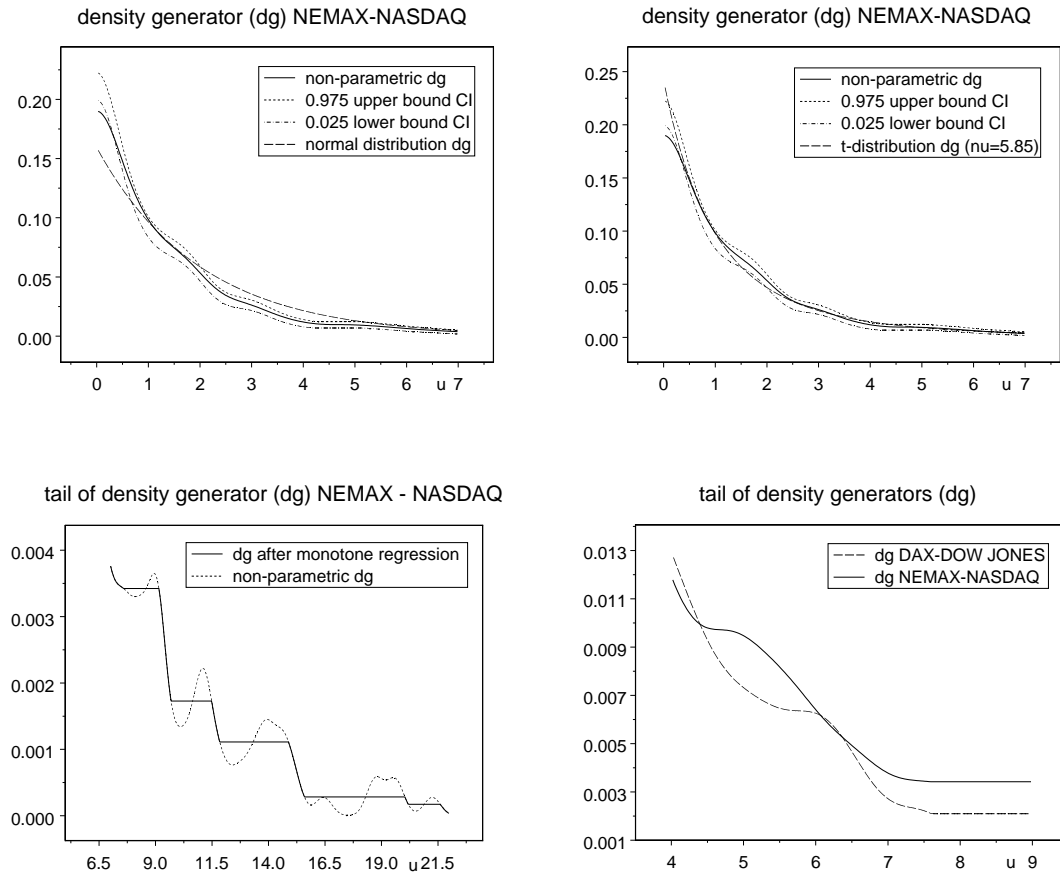 density generator (dg) NEMAX-NASDAQ
non-parametric dg
0.975 upper bound CI
0.025 lower bound CI
normal distribution dg
0.20
0.15
0.10
0.05
0.00
0 1 2 3 4 5 6 u 7
density generator (dg) NEMAX-NASDAQ
non-parametric dg
0.975 upper bound CI
0.025 lower bound CI
t-distribution dg (nu=5.85)
0.25
0.20
0.15
0.10
0.05
0.00
0 1 2 3 4 5 6 u 7
tail of density generator (dg) NEMAX - NASDAQ
dg after monotone regression
non-parametric dg
0.004
0.003
0.002
0.001
0.000
6.5 9.0 11.5 14.0 16.5 19.0 u 21.5
tail of density generators (dg)
dg DAX-DOW JONES
dg NEMAX-NASDAQ
0.013
0.011
0.009
0.007
0.005
0.003
0.001
4 5 6 7 8 u 9